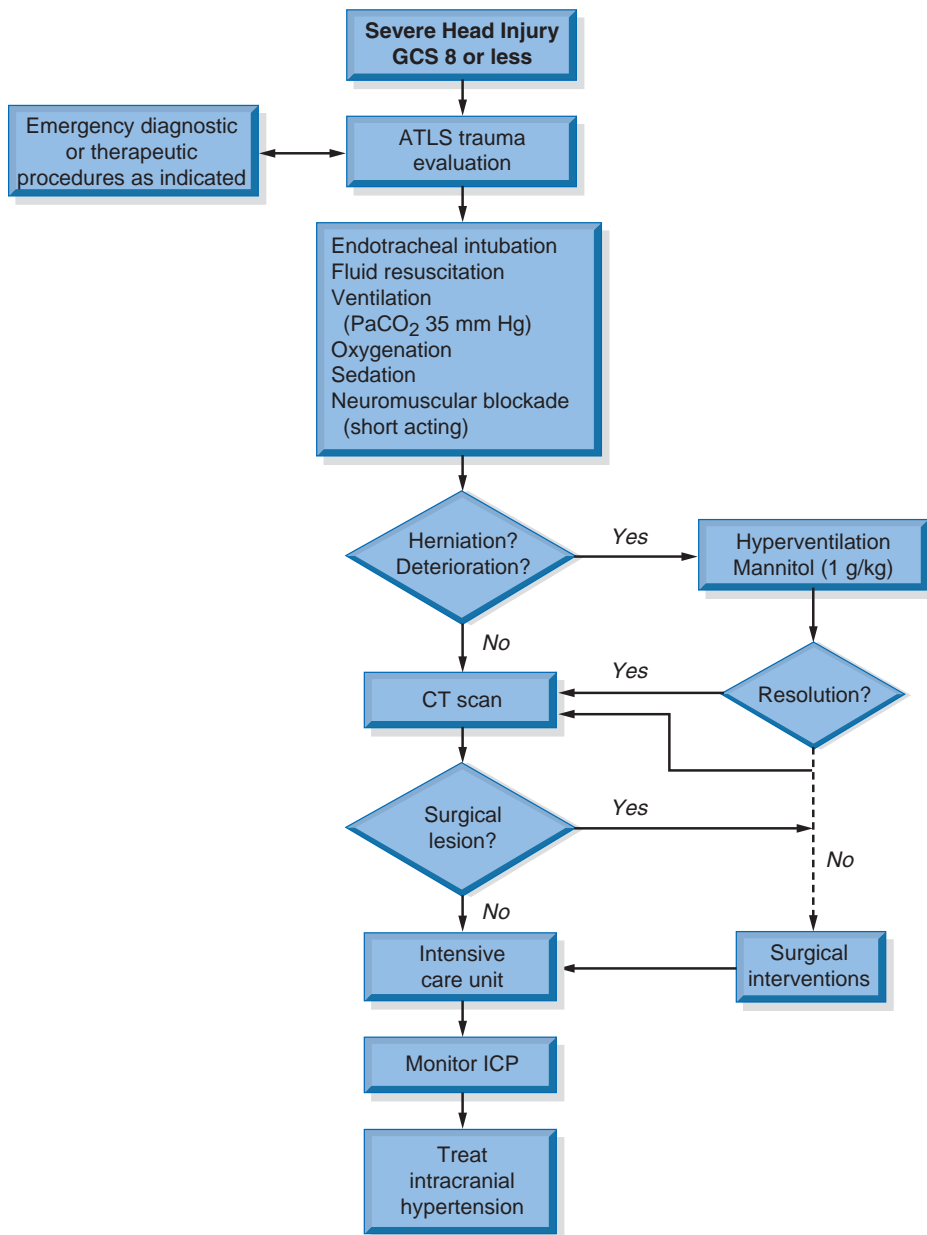 Severe Head Injury
GCS 8 or less
Emergency diagnostic
or therapeutic
procedures as indicated
ATLS trauma
evaluation
Endotracheal intubation
Fluid resuscitation
Ventilation
(PaCO₂ 35 mm Hg)
Oxygenation
Sedation
Neuromuscular blockade
(short acting)
Herniation?
Deterioration?
Yes
Hyperventilation
Mannitol (1 g/kg)
No
CT scan
Yes
Resolution?
Surgical
lesion?
Yes
No
No
Intensive
care unit
Surgical
interventions
Monitor ICP
Treat
intracranial
hypertension